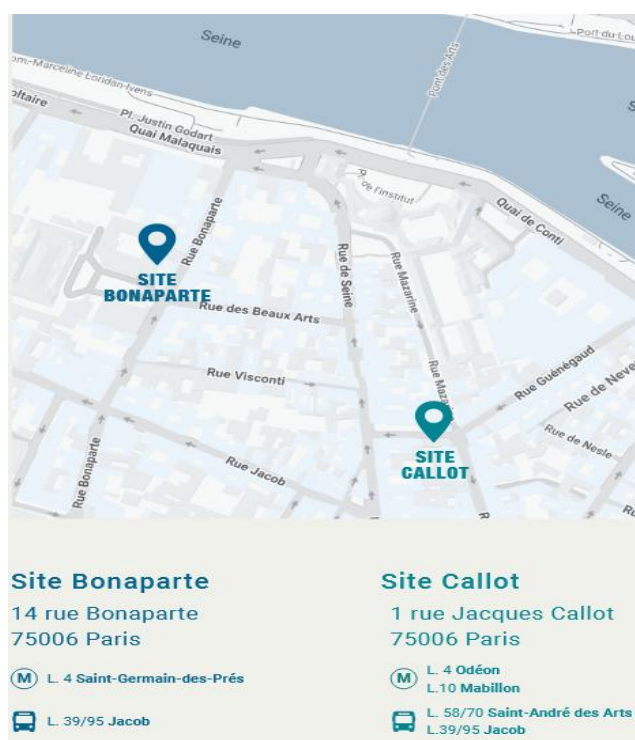 Seine
Port du Lou
om. Marceline Loridan-Ivens
Pont des Arts
oltaire
Pl. Justin Godart
Quai Malaquais
P. de l'institut
Quai de Conti
Seine
Rue Bonaparte
Rue de Seine
Rue Mazarine
SITE
BONAPARTE
Rue des Beaux Arts
Rue Visconti
Rue Mazarine
Rue Guénégaud
Rue de Neve
Rue de Nesle
SITE
CALLOT
Rue Jacob
Rue Bonaparte
Site Bonaparte
14 rue Bonaparte
75006 Paris
M L. 4 Saint-Germain-des-Prés
L. 39/95 Jacob
Site Callot
1 rue Jacques Callot
75006 Paris
M L. 4 Odéon
L.10 Mabillon
L. 58/70 Saint-André des Arts
L.39/95 Jacob